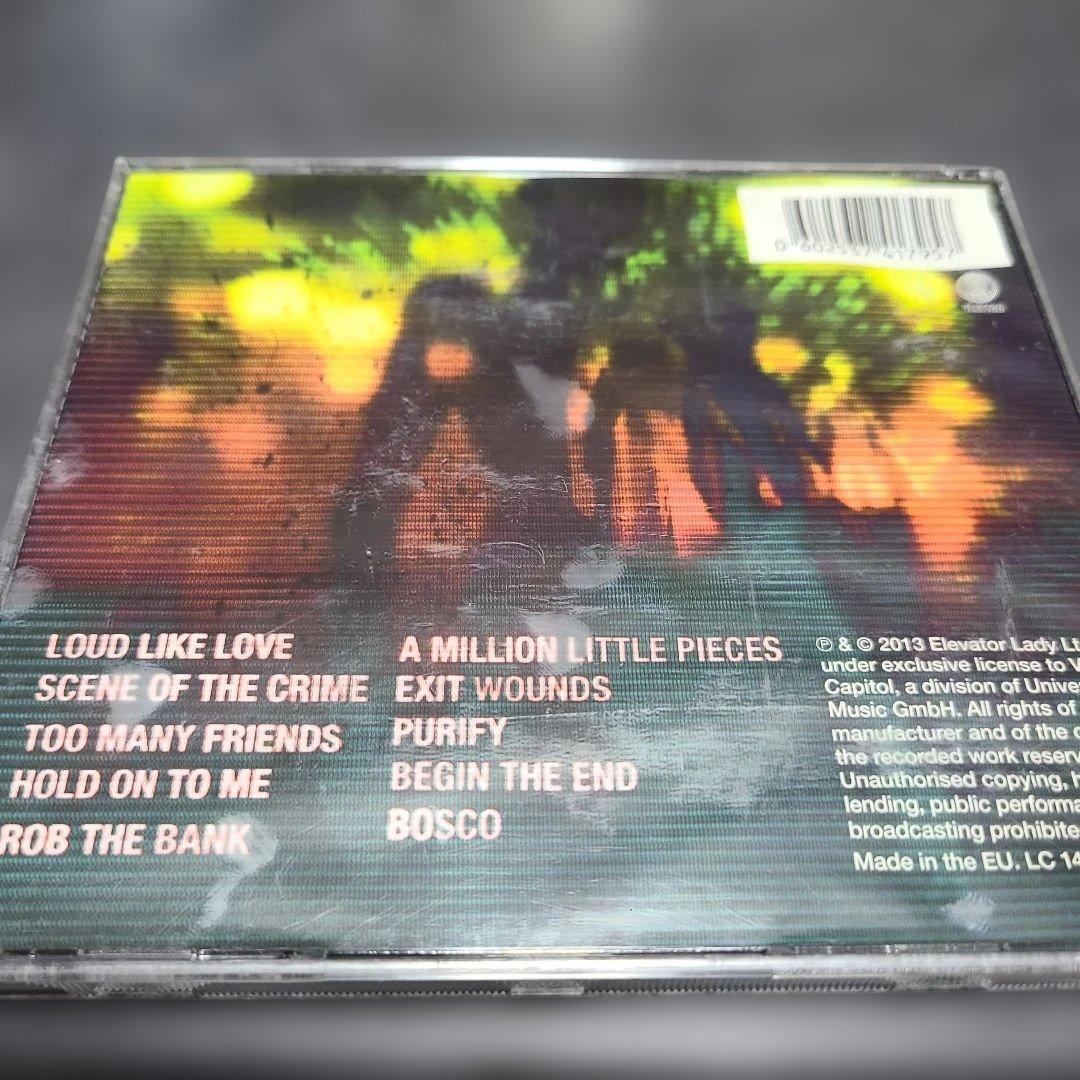 0 602537 417957
LOUD LIKE LOVE
SCENE OF THE CRIME
TOO MANY FRIENDS
HOLD ON TO ME
ROB THE BANK
A MILLION LITTLE PIECES
EXIT WOUNDS
PURIFY
BEGIN THE END
BOSCO
℗ & © 2013 Elevator Lady Lt
under exclusive license to V
Capitol, a division of Univer
Music GmbH. All rights of
manufacturer and of the o
the recorded work reserv
Unauthorised copying, h
lending, public performa
broadcasting prohibite
Made in the EU. LC 14